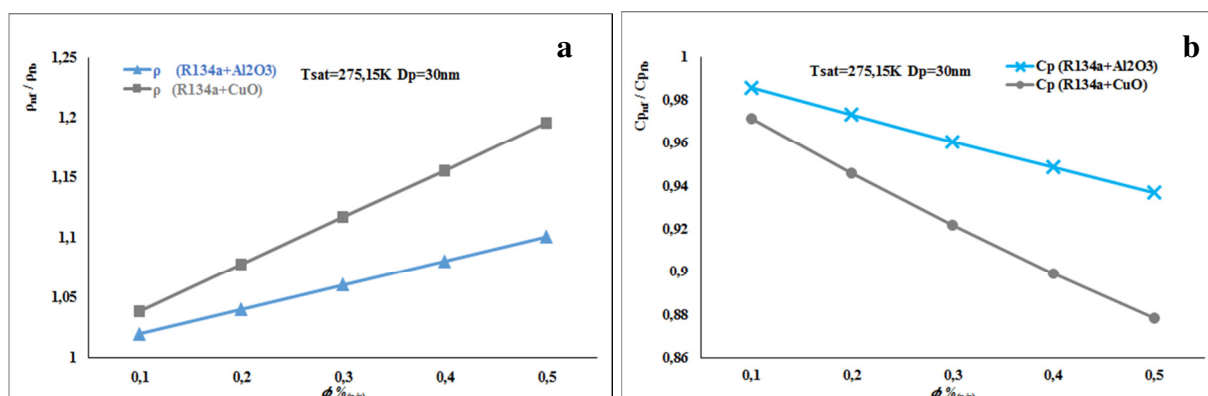 a
1,25
1,2
1,15
1,1
1,05
1
ρnf / ρrb
ρ (R134a+Al2O3)
ρ (R134a+CuO)
Tsat=275,15K Dp=30nm
0,1 0,2 0,3 0,4 0,5
ϕ %
b
1
0,98
0,96
0,94
0,92
0,9
0,88
0,86
Cpnf / Cprb
Tsat=275,15K Dp=30nm
Cp (R134a+Al2O3)
Cp (R134a+CuO)
0,1 0,2 0,3 0,4 0,5
ϕ %